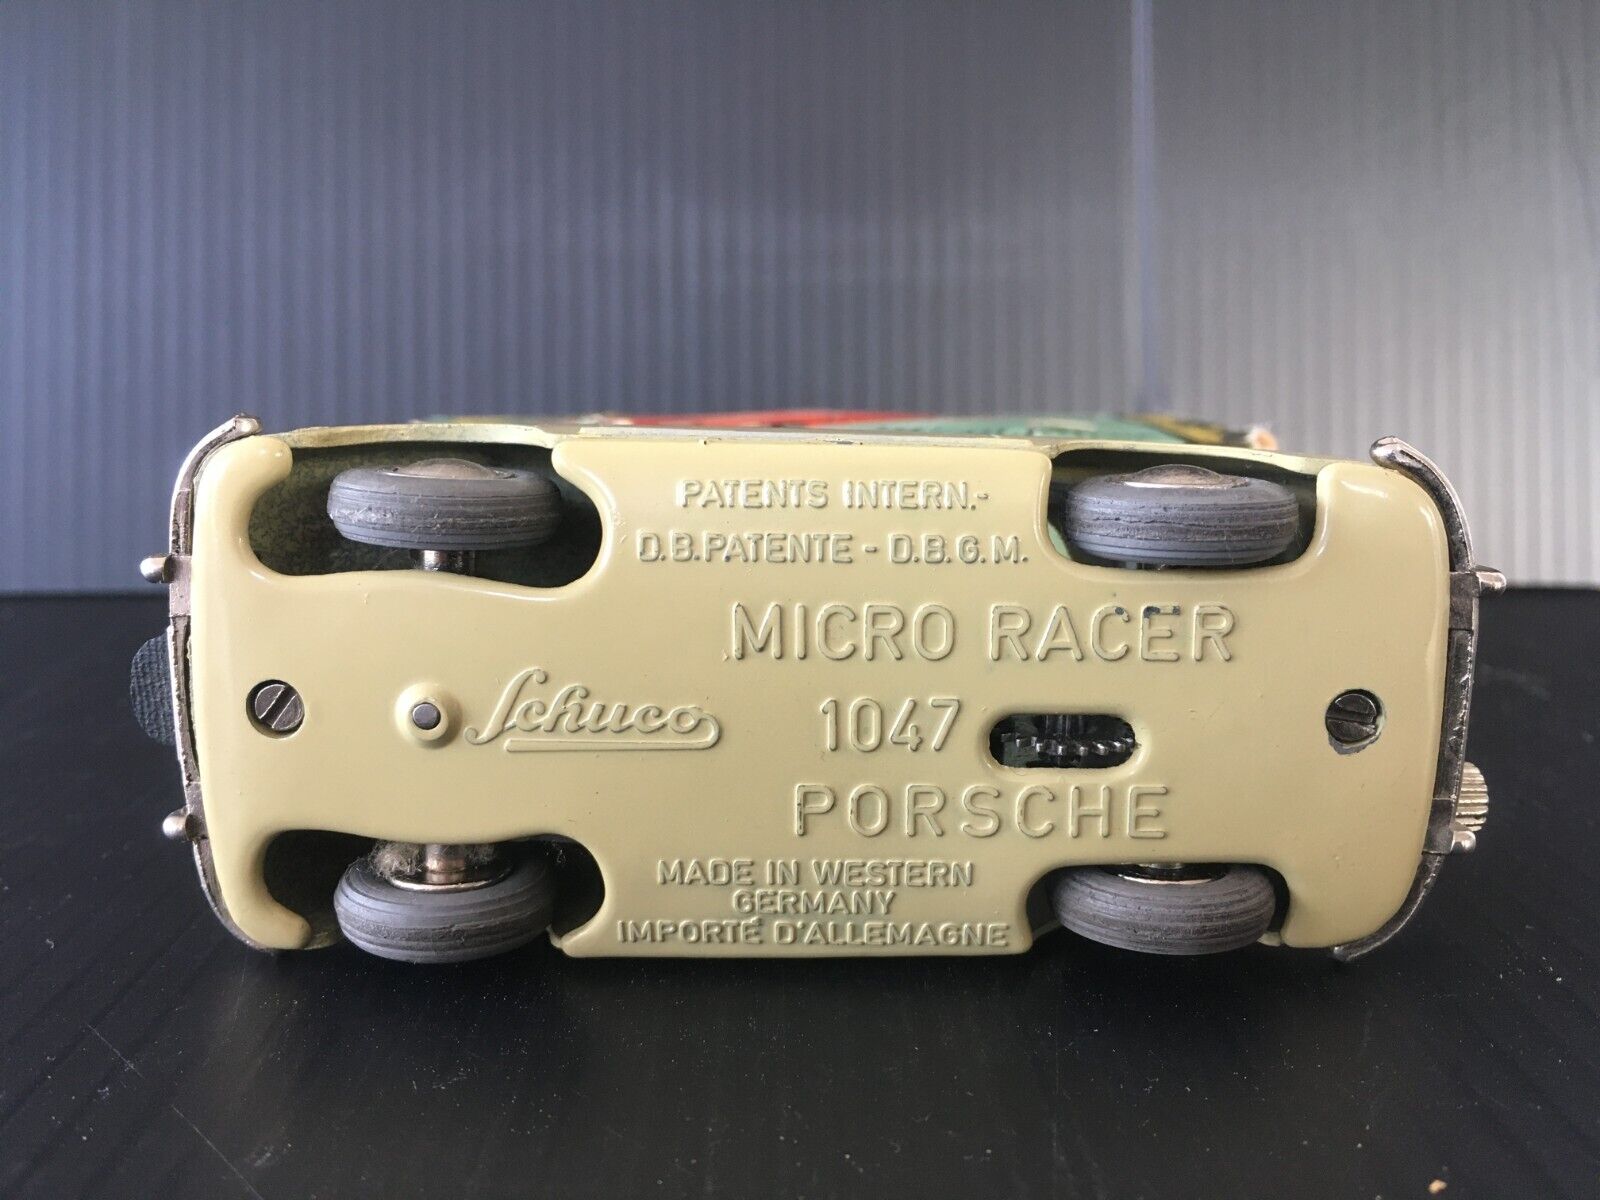 PATENTS INTERN.-
D.B.PATENTE - D.B.G.M.
MICRO RACER
Schuco 1047
PORSCHE
MADE IN WESTERN
GERMANY
IMPORTÉ D'ALLEMAGNE